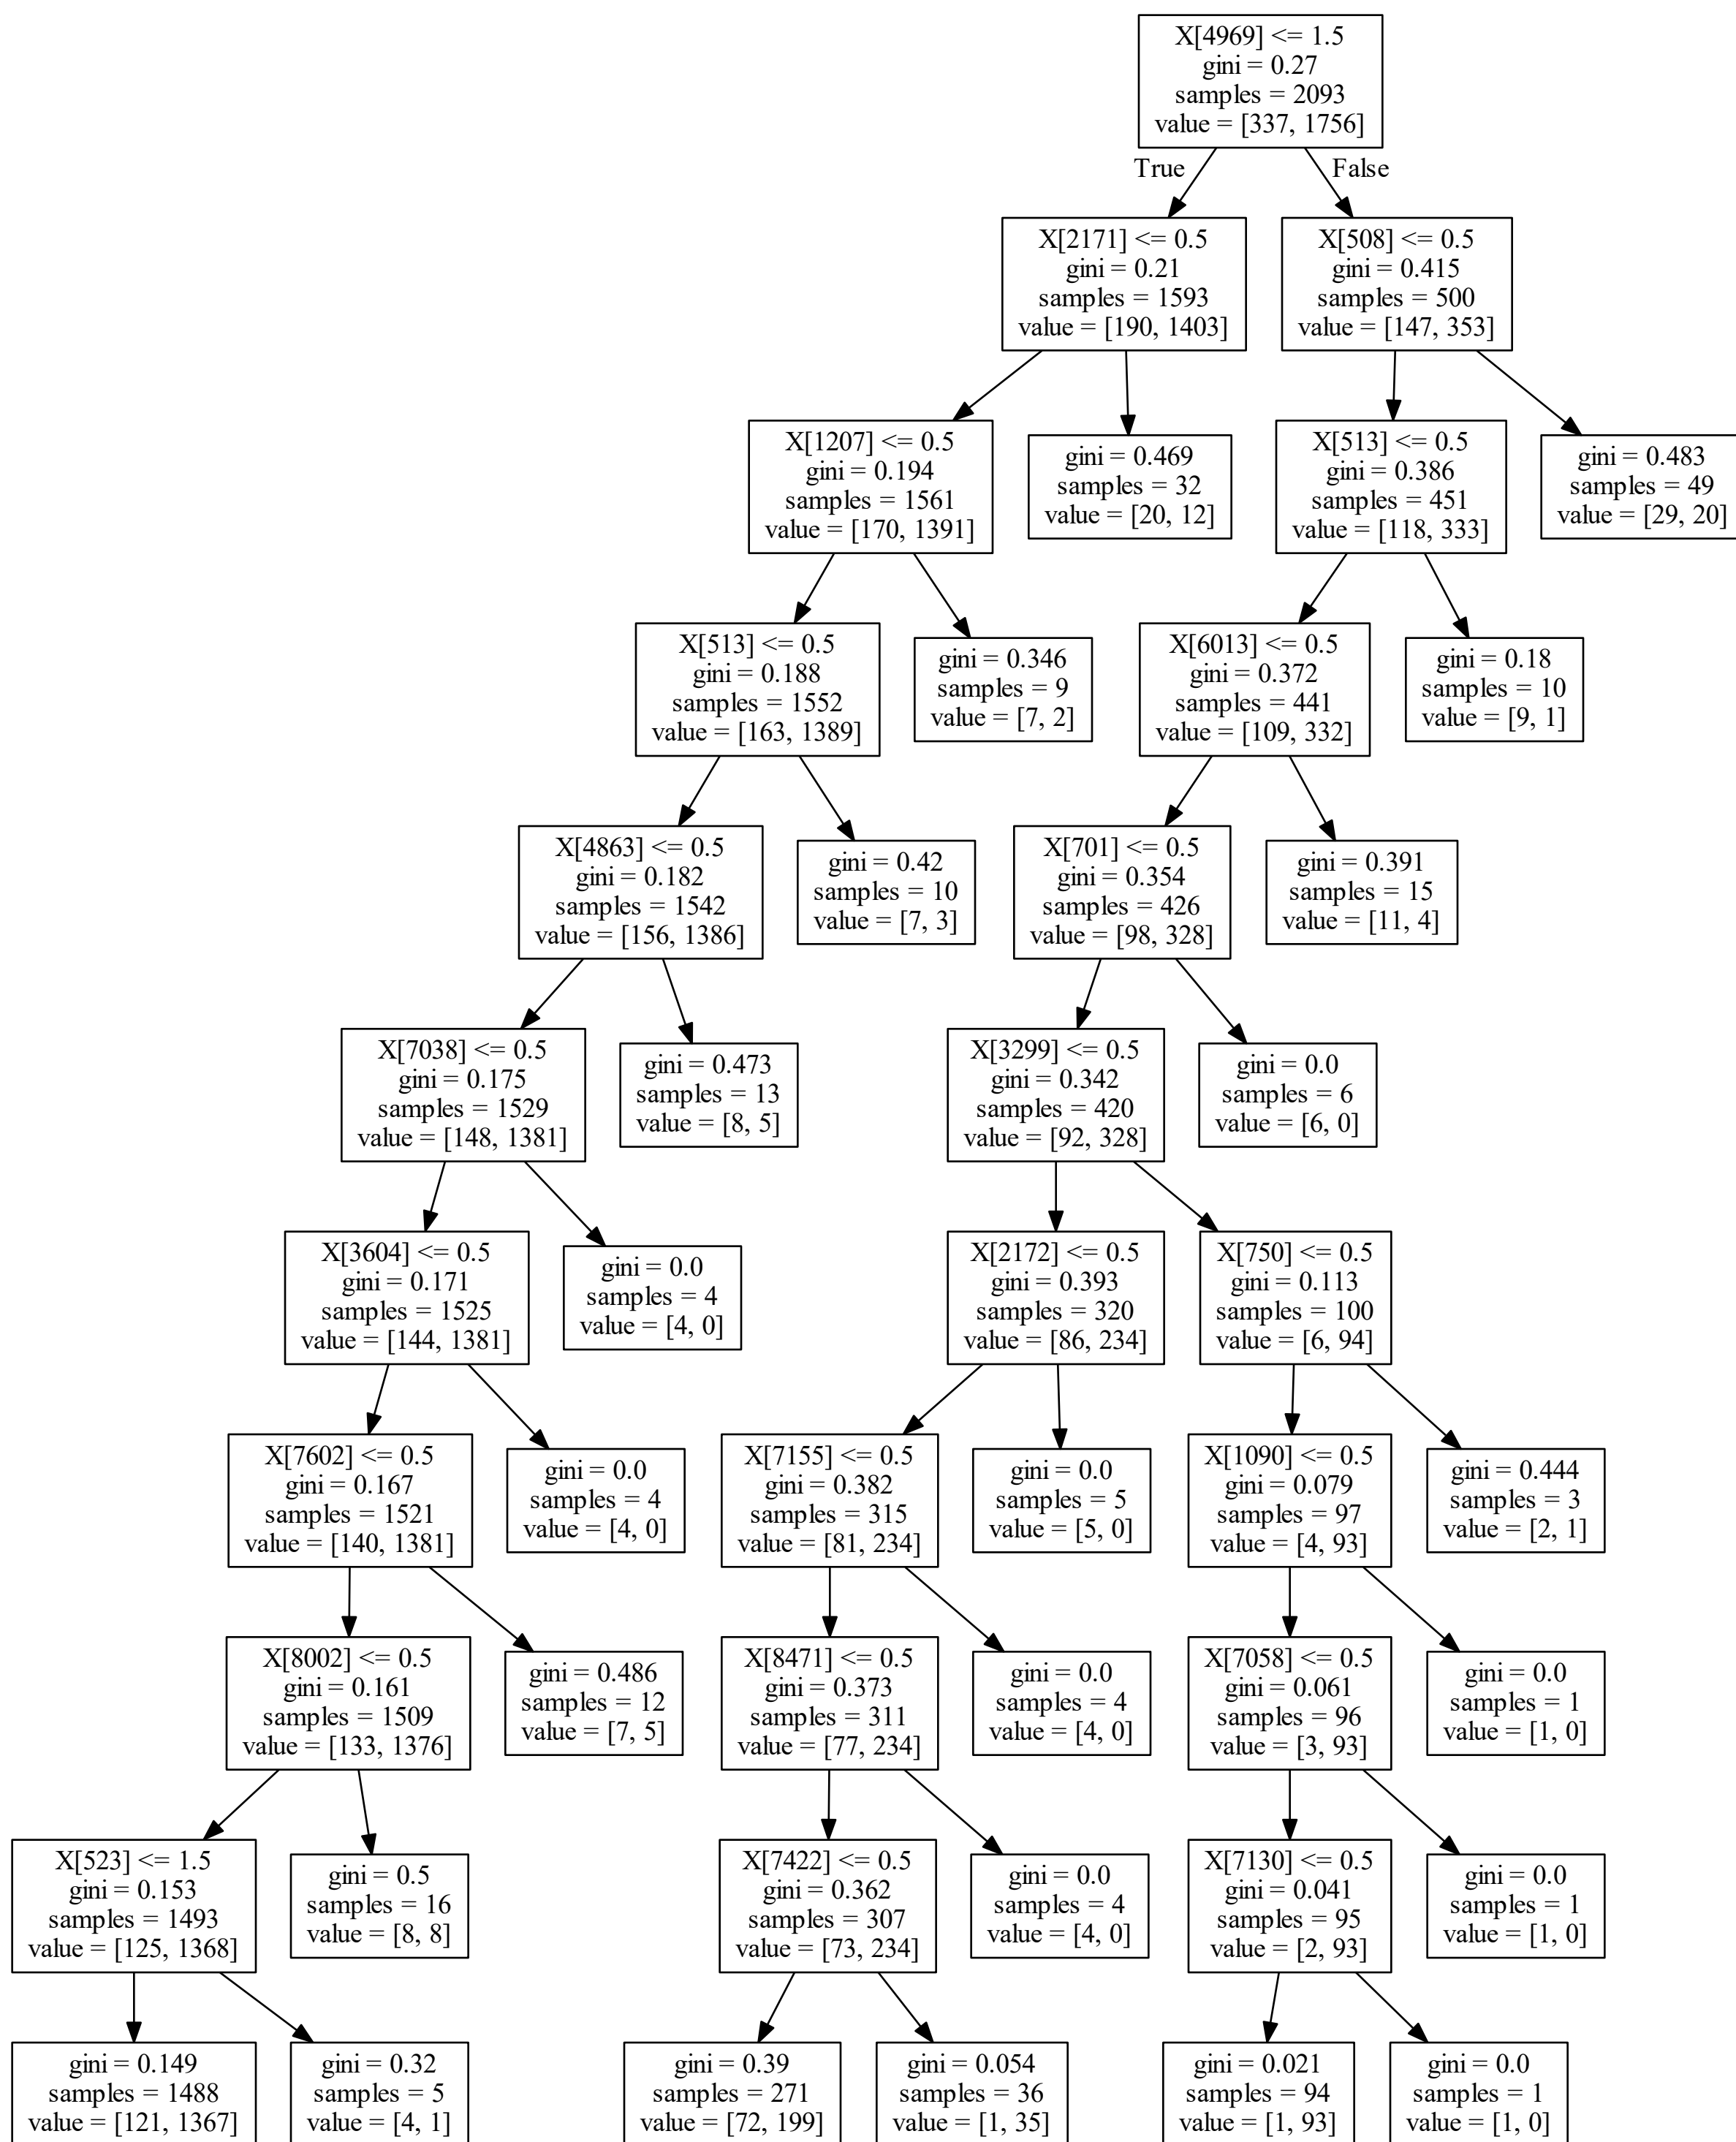 X[4969] <= 1.5
gini = 0.27
samples = 2093
value = [337, 1756]
True
False
X[2171] <= 0.5
gini = 0.21
samples = 1593
value = [190, 1403]
X[508] <= 0.5
gini = 0.415
samples = 500
value = [147, 353]
X[1207] <= 0.5
gini = 0.194
samples = 1561
value = [170, 1391]
gini = 0.469
samples = 32
value = [20, 12]
X[513] <= 0.5
gini = 0.386
samples = 451
value = [118, 333]
gini = 0.483
samples = 49
value = [29, 20]
X[513] <= 0.5
gini = 0.188
samples = 1552
value = [163, 1389]
gini = 0.346
samples = 9
value = [7, 2]
X[6013] <= 0.5
gini = 0.372
samples = 441
value = [109, 332]
gini = 0.18
samples = 10
value = [9, 1]
X[4863] <= 0.5
gini = 0.182
samples = 1542
value = [156, 1386]
gini = 0.42
samples = 10
value = [7, 3]
X[701] <= 0.5
gini = 0.354
samples = 426
value = [98, 328]
gini = 0.391
samples = 15
value = [11, 4]
X[7038] <= 0.5
gini = 0.175
samples = 1529
value = [148, 1381]
gini = 0.473
samples = 13
value = [8, 5]
X[3299] <= 0.5
gini = 0.342
samples = 420
value = [92, 328]
gini = 0.0
samples = 6
value = [6, 0]
X[3604] <= 0.5
gini = 0.171
samples = 1525
value = [144, 1381]
gini = 0.0
samples = 4
value = [4, 0]
X[2172] <= 0.5
gini = 0.393
samples = 320
value = [86, 234]
X[750] <= 0.5
gini = 0.113
samples = 100
value = [6, 94]
X[7602] <= 0.5
gini = 0.167
samples = 1521
value = [140, 1381]
gini = 0.0
samples = 4
value = [4, 0]
X[7155] <= 0.5
gini = 0.382
samples = 315
value = [81, 234]
gini = 0.0
samples = 5
value = [5, 0]
X[1090] <= 0.5
gini = 0.079
samples = 97
value = [4, 93]
gini = 0.444
samples = 3
value = [2, 1]
X[8002] <= 0.5
gini = 0.161
samples = 1509
value = [133, 1376]
gini = 0.486
samples = 12
value = [7, 5]
X[8471] <= 0.5
gini = 0.373
samples = 311
value = [77, 234]
gini = 0.0
samples = 4
value = [4, 0]
X[7058] <= 0.5
gini = 0.061
samples = 96
value = [3, 93]
gini = 0.0
samples = 1
value = [1, 0]
X[523] <= 1.5
gini = 0.153
samples = 1493
value = [125, 1368]
gini = 0.5
samples = 16
value = [8, 8]
X[7422] <= 0.5
gini = 0.362
samples = 307
value = [73, 234]
gini = 0.0
samples = 4
value = [4, 0]
X[7130] <= 0.5
gini = 0.041
samples = 95
value = [2, 93]
gini = 0.0
samples = 1
value = [1, 0]
gini = 0.149
samples = 1488
value = [121, 1367]
gini = 0.32
samples = 5
value = [4, 1]
gini = 0.39
samples = 271
value = [72, 199]
gini = 0.054
samples = 36
value = [1, 35]
gini = 0.021
samples = 94
value = [1, 93]
gini = 0.0
samples = 1
value = [1, 0]